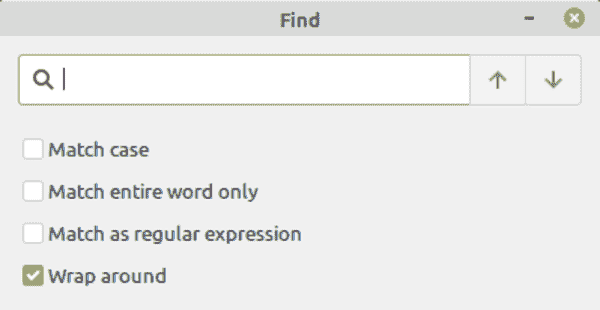 Find
Match case
Match entire word only
Match as regular expression
Wrap around